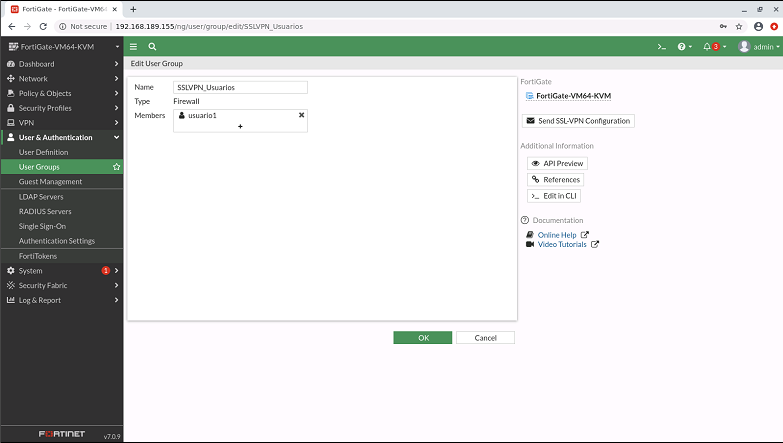 FortiGate - FortiGate-VM64
Not secure | 192.168.189.155/ng/user/group/edit/SSLVPN_Usuarios
FortiGate-VM64-KVM
3
admin
Dashboard
Network
Policy & Objects
Security Profiles
VPN
User & Authentication
User Definition
User Groups
Guest Management
LDAP Servers
RADIUS Servers
Single Sign-On
Authentication Settings
FortiTokens
System 1
Security Fabric
Log & Report
FORTINET v7.0.9
Edit User Group
Name SSLVPN_Usuarios
Type Firewall
Members usuario1
+
OK Cancel
FortiGate
FortiGate-VM64-KVM
Send SSL-VPN Configuration
Additional Information
API Preview
References
>_ Edit in CLI
Documentation
Online Help
Video Tutorials